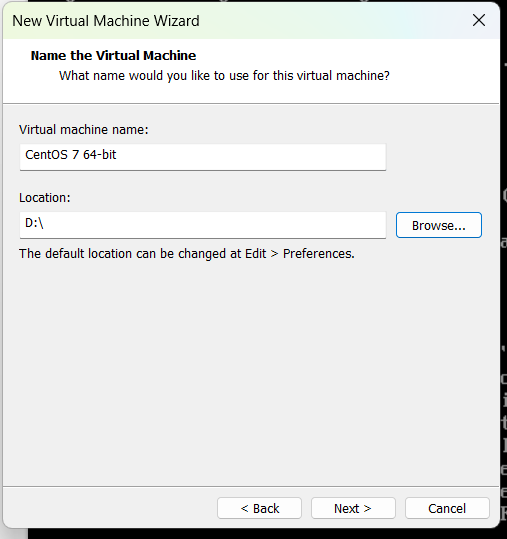 New Virtual Machine Wizard
Name the Virtual Machine
What name would you like to use for this virtual machine?
Virtual machine name:
CentOS 7 64-bit
Location:
D:\
Browse...
The default location can be changed at Edit > Preferences.
< Back
Next >
Cancel